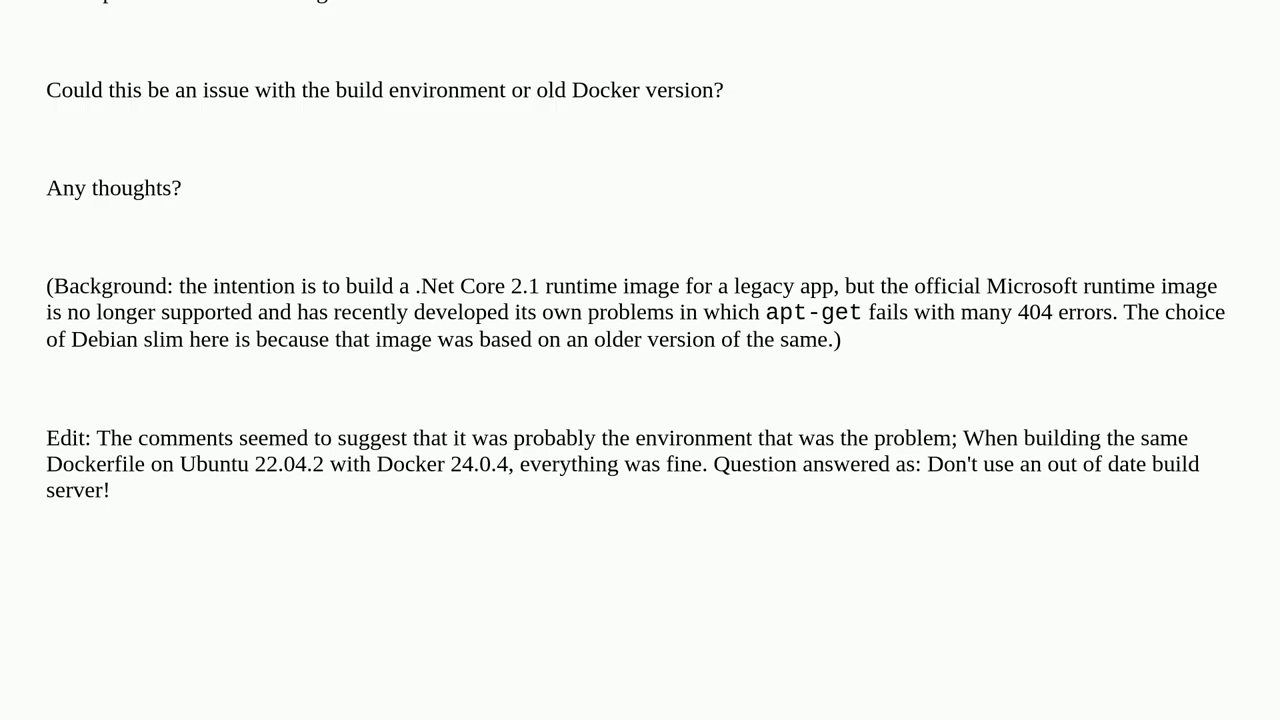 Could this be an issue with the build environment or old Docker version?
Any thoughts?
(Background: the intention is to build a .Net Core 2.1 runtime image for a legacy app, but the official Microsoft runtime image
is no longer supported and has recently developed its own problems in which apt-get fails with many 404 errors. The choice
of Debian slim here is because that image was based on an older version of the same.)
Edit: The comments seemed to suggest that it was probably the environment that was the problem; When building the same
Dockerfile on Ubuntu 22.04.2 with Docker 24.0.4, everything was fine. Question answered as: Don't use an out of date build
server!